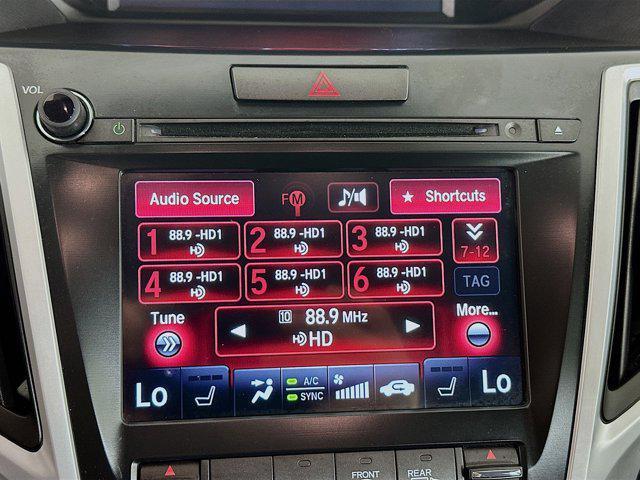 VOL
Audio Source FM Shortcuts
1 88.9 -HD1 2 88.9 -HD1 3 88.9 -HD1
7-12
4 88.9 -HD1 5 88.9 -HD1 6 88.9 -HD1 TAG
Tune 10 88.9 MHz More...
HD
Lo A/C SYNC Lo
FRONT REAR